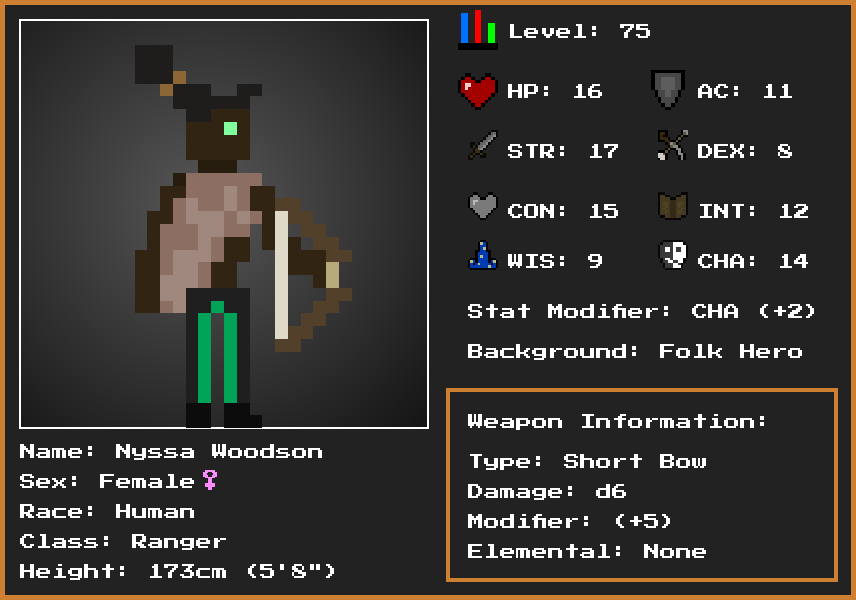 Level: 75
HP: 16 AC: 11
STR: 17 DEX: 8
CON: 15 INT: 12
WIS: 9 CHA: 14
Stat Modifier: CHA (+2)
Background: Folk Hero
Name: Nyssa Woodson
Sex: Female♀
Race: Human
Class: Ranger
Height: 173cm (5'8")
Weapon Information:
Type: Short Bow
Damage: d6
Modifier: (+5)
Elemental: None